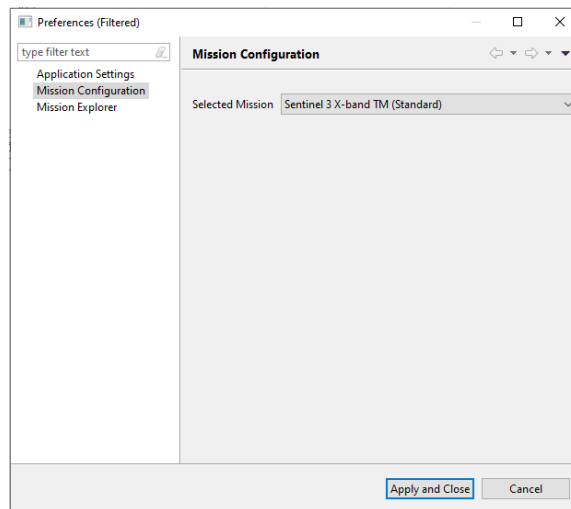 Preferences (Filtered)
type filter text
Application Settings
Mission Configuration
Mission Explorer
Mission Configuration
Selected Mission Sentinel 3 X-band TM (Standard)
Apply and Close Cancel